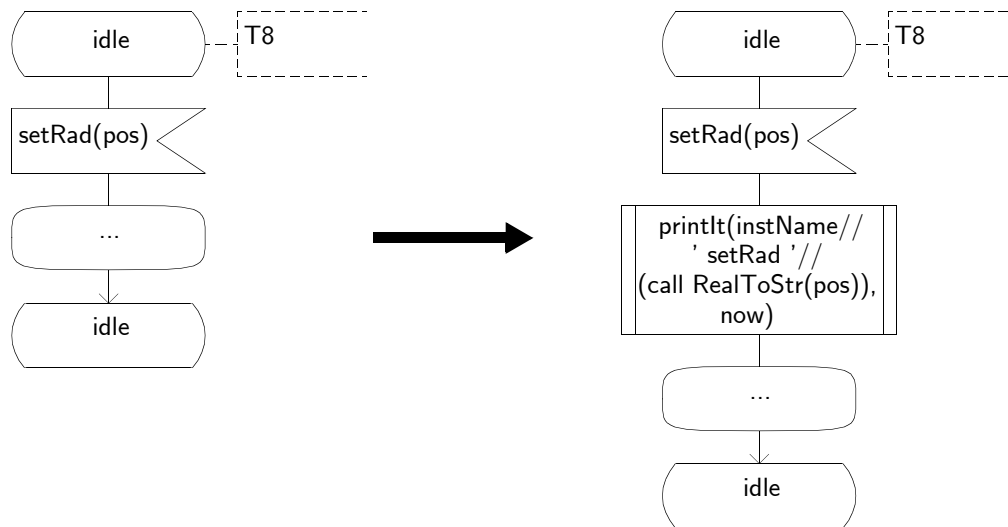 idle
T8
setRad(pos)
...
idle
idle
T8
setRad(pos)
printIt(instName//
' setRad '//
(call RealToStr(pos)),
now)
...
idle